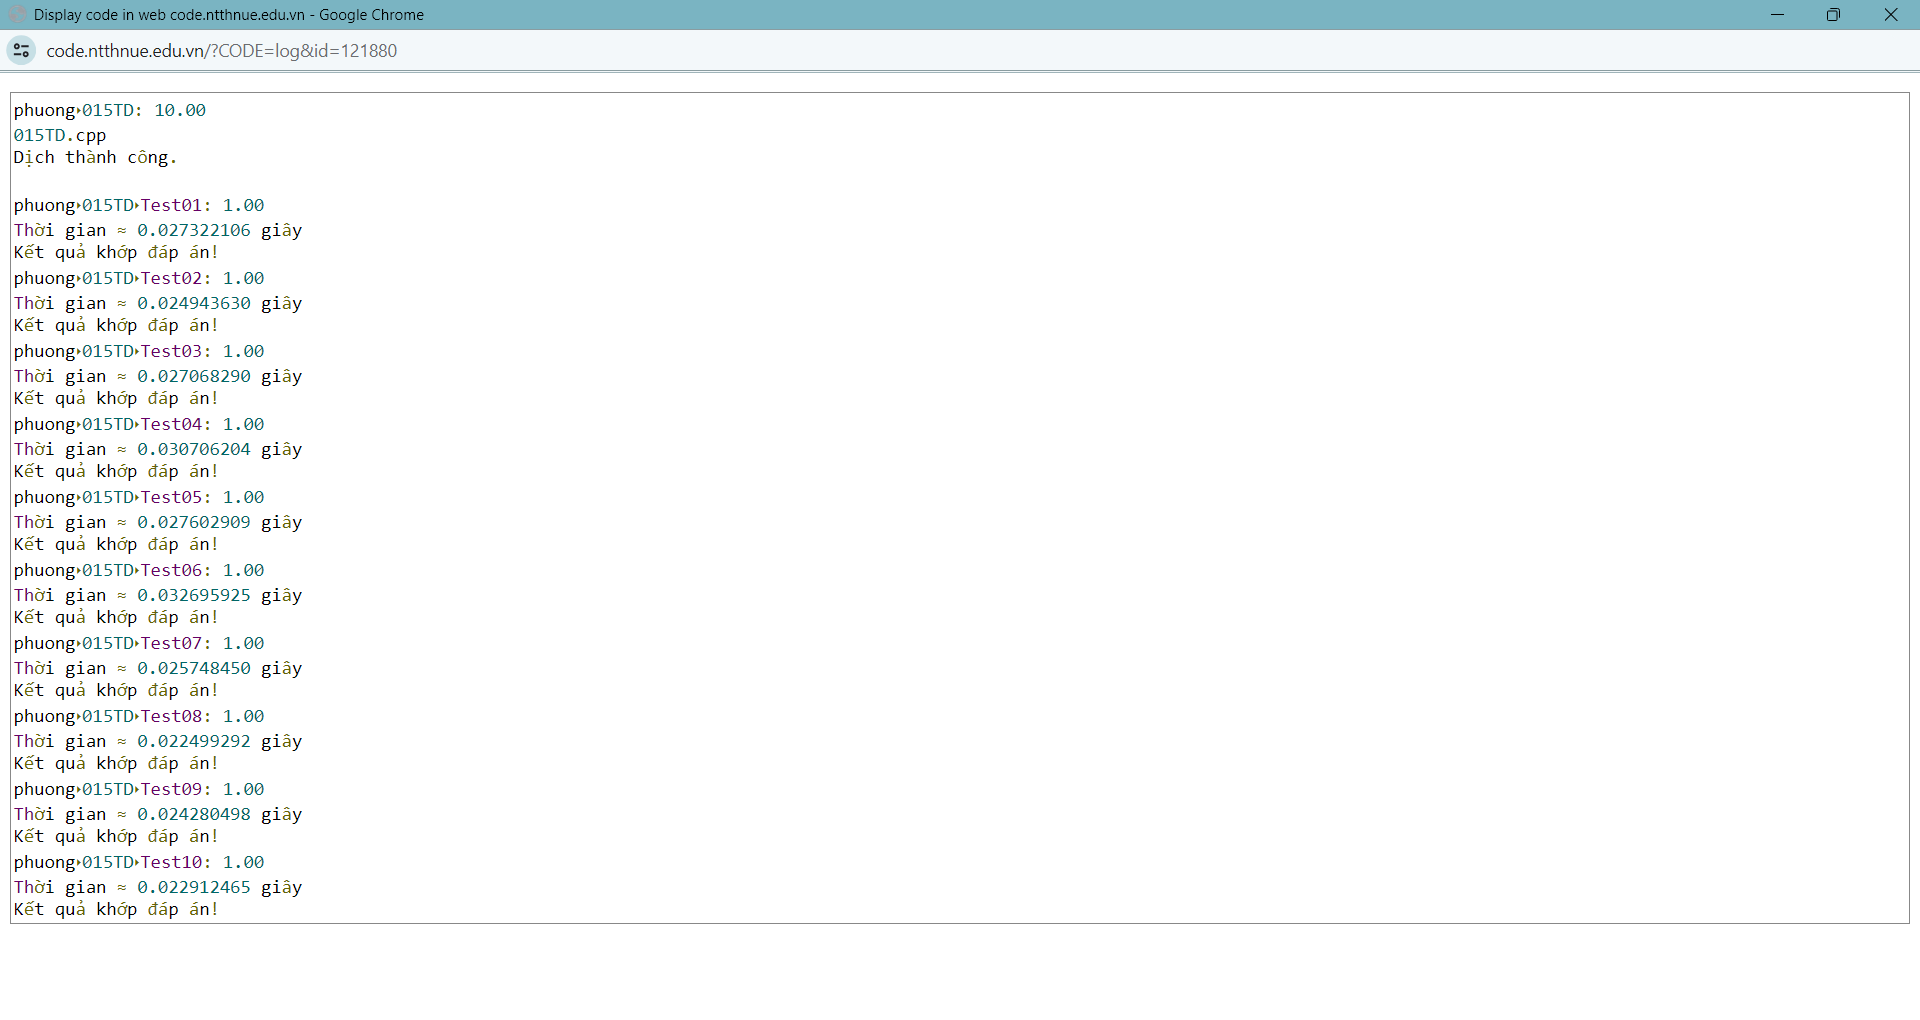 Display code in web code.ntthnue.edu.vn - Google Chrome
code.ntthnue.edu.vn/?CODE=log&id=121880
phuong‣015TD: 10.00
015TD.cpp
Dịch thành công.
phuong‣015TD‣Test01: 1.00
Thời gian ≈ 0.027322106 giây
Kết quả khớp đáp án!
phuong‣015TD‣Test02: 1.00
Thời gian ≈ 0.024943630 giây
Kết quả khớp đáp án!
phuong‣015TD‣Test03: 1.00
Thời gian ≈ 0.027068290 giây
Kết quả khớp đáp án!
phuong‣015TD‣Test04: 1.00
Thời gian ≈ 0.030706204 giây
Kết quả khớp đáp án!
phuong‣015TD‣Test05: 1.00
Thời gian ≈ 0.027602909 giây
Kết quả khớp đáp án!
phuong‣015TD‣Test06: 1.00
Thời gian ≈ 0.032695925 giây
Kết quả khớp đáp án!
phuong‣015TD‣Test07: 1.00
Thời gian ≈ 0.025748450 giây
Kết quả khớp đáp án!
phuong‣015TD‣Test08: 1.00
Thời gian ≈ 0.022499292 giây
Kết quả khớp đáp án!
phuong‣015TD‣Test09: 1.00
Thời gian ≈ 0.024280498 giây
Kết quả khớp đáp án!
phuong‣015TD‣Test10: 1.00
Thời gian ≈ 0.022912465 giây
Kết quả khớp đáp án!